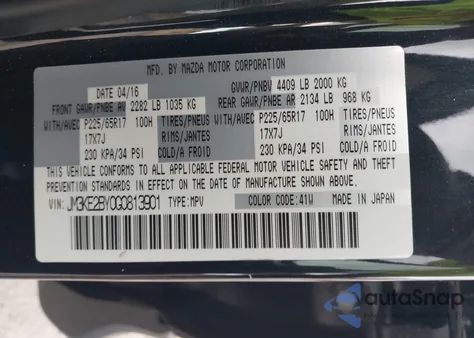 MFD. BY MAZDA MOTOR CORPORATION
DATE 04/16 GVWR/PNBV 4409 LB 2000 KG
FRONT GAWR/PNBE AV 2282 LB 1035 KG REAR GAWR/PNBE AR 2134 LB 968 KG
WITH/AVEC P225/65R17 100H TIRES/PNEUS WITH/AVEC P225/65R17 100H TIRES/PNEUS
17X7J RIMS/JANTES 17X7J RIMS/JANTES
230 KPA/34 PSI COLD/A FROID 230 KPA/34 PSI COLD/A FROID
THIS VEHICLE CONFORMS TO ALL APPLICABLE FEDERAL MOTOR VEHICLE SAFETY AND
THEFT PREVENTION STANDARDS IN EFFECT ON THE DATE OF MANUFACTURE SHOWN ABOVE.
VIN: JM3KE2BY0G0813901 TYPE:MPV COLOR CODE:41W MADE IN JAPAN
autaSnap